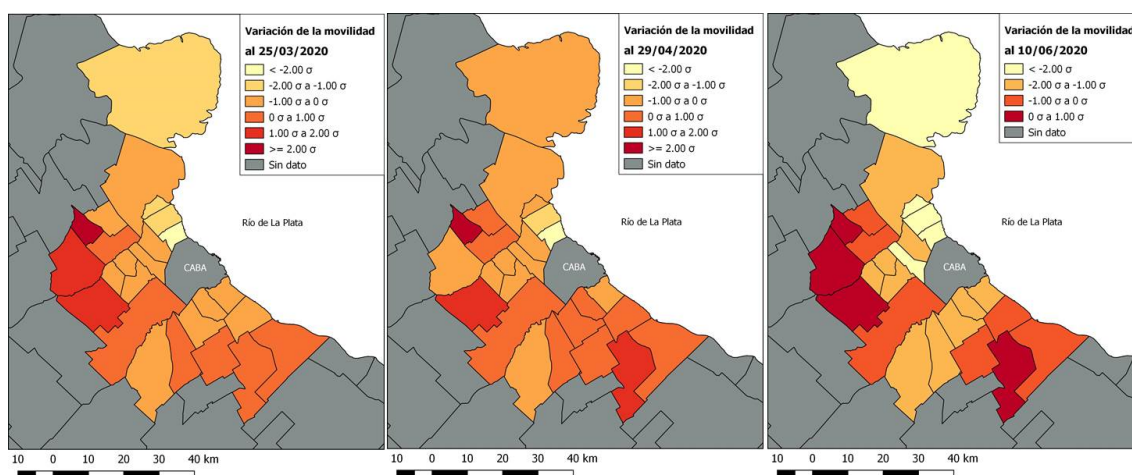 Variación de la movilidad
al 25/03/2020
< -2.00 σ
-2.00 σ a -1.00 σ
-1.00 σ a 0 σ
0 σ a 1.00 σ
1.00 σ a 2.00 σ
>= 2.00 σ
Sin dato
Río de La Plata
CABA
10 0 10 20 30 40 km
Variación de la movilidad
al 29/04/2020
< -2.00 σ
-2.00 σ a -1.00 σ
-1.00 σ a 0 σ
0 σ a 1.00 σ
1.00 σ a 2.00 σ
>= 2.00 σ
Sin dato
Río de La Plata
CABA
10 0 10 20 30 40 km
Variación de la movilidad
al 10/06/2020
< -2.00 σ
-2.00 σ a -1.00 σ
-1.00 σ a 0 σ
0 σ a 1.00 σ
Sin dato
Río de La Plata
CABA
10 0 10 20 30 40 km